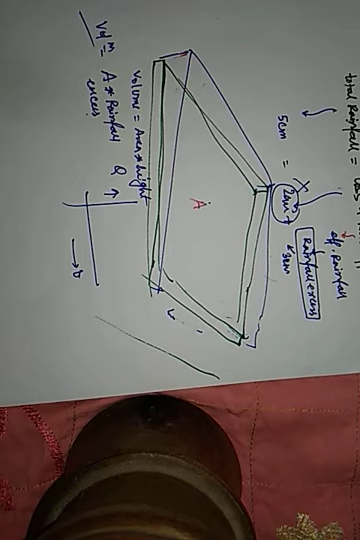 total Rainfall =
5cm = X
2cm +
Rainfall excess
3cm
eff. Rainfall
A
Volume = Area * height
Vol^m = A * Rainfall
excess
Q ↑
→ t